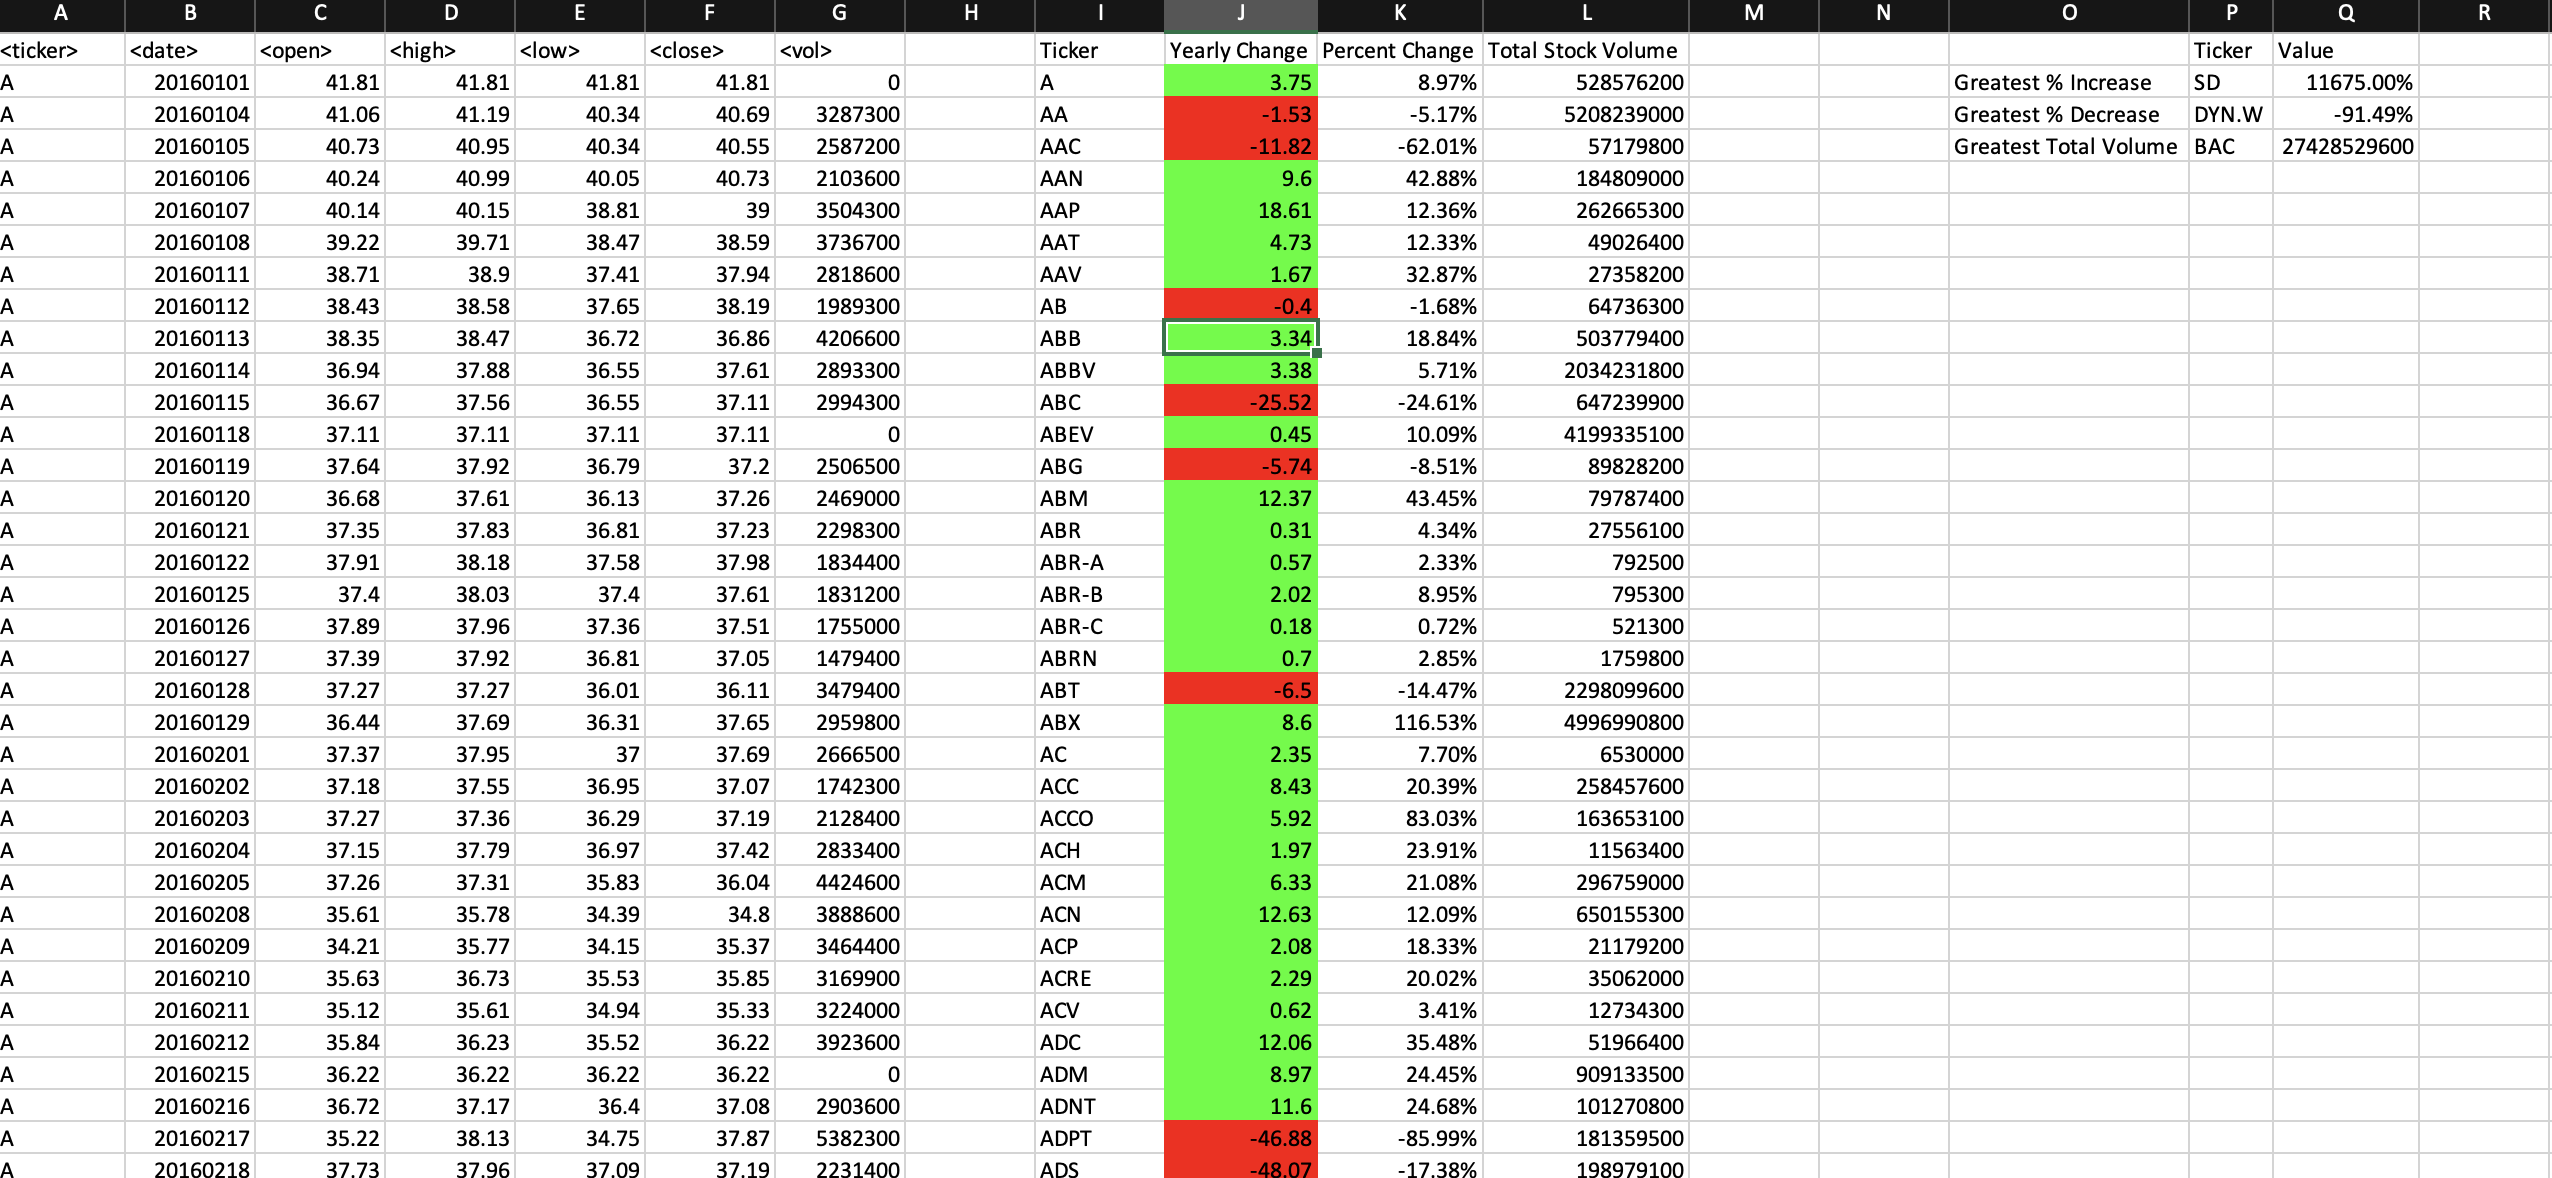 A B C D E F G H I J K L M N O P Q R
<ticker> <date> <open> <high> <low> <close> <vol> Ticker Yearly Change Percent Change Total Stock Volume Ticker Value
A 20160101 41.81 41.81 41.81 41.81 0 A 3.75 8.97% 528576200 Greatest % Increase SD 11675.00%
A 20160104 41.06 41.19 40.34 40.69 3287300 AA -1.53 -5.17% 5208239000 Greatest % Decrease DYN.W -91.49%
A 20160105 40.73 40.95 40.34 40.55 2587200 AAC -11.82 -62.01% 57179800 Greatest Total Volume BAC 27428529600
A 20160106 40.24 40.99 40.05 40.73 2103600 AAN 9.6 42.88% 184809000
A 20160107 40.14 40.15 38.81 39 3504300 AAP 18.61 12.36% 262665300
A 20160108 39.22 39.71 38.47 38.59 3736700 AAT 4.73 12.33% 49026400
A 20160111 38.71 38.9 37.41 37.94 2818600 AAV 1.67 32.87% 27358200
A 20160112 38.43 38.58 37.65 38.19 1989300 AB -0.4 -1.68% 64736300
A 20160113 38.35 38.47 36.72 36.86 4206600 ABB 3.34 18.84% 503779400
A 20160114 36.94 37.88 36.55 37.61 2893300 ABBV 3.38 5.71% 2034231800
A 20160115 36.67 37.56 36.55 37.11 2994300 ABC -25.52 -24.61% 647239900
A 20160118 37.11 37.11 37.11 37.11 0 ABEV 0.45 10.09% 4199335100
A 20160119 37.64 37.92 36.79 37.2 2506500 ABG -5.74 -8.51% 89828200
A 20160120 36.68 37.61 36.13 37.26 2469000 ABM 12.37 43.45% 79787400
A 20160121 37.35 37.83 36.81 37.23 2298300 ABR 0.31 4.34% 27556100
A 20160122 37.91 38.18 37.58 37.98 1834400 ABR-A 0.57 2.33% 792500
A 20160125 37.4 38.03 37.4 37.61 1831200 ABR-B 2.02 8.95% 795300
A 20160126 37.89 37.96 37.36 37.51 1755000 ABR-C 0.18 0.72% 521300
A 20160127 37.39 37.92 36.81 37.05 1479400 ABRN 0.7 2.85% 1759800
A 20160128 37.27 37.27 36.01 36.11 3479400 ABT -6.5 -14.47% 2298099600
A 20160129 36.44 37.69 36.31 37.65 2959800 ABX 8.6 116.53% 4996990800
A 20160201 37.37 37.95 37 37.69 2666500 AC 2.35 7.70% 6530000
A 20160202 37.18 37.55 36.95 37.07 1742300 ACC 8.43 20.39% 258457600
A 20160203 37.27 37.36 36.29 37.19 2128400 ACCO 5.92 83.03% 163653100
A 20160204 37.15 37.79 36.97 37.42 2833400 ACH 1.97 23.91% 11563400
A 20160205 37.26 37.31 35.83 36.04 4424600 ACM 6.33 21.08% 296759000
A 20160208 35.61 35.78 34.39 34.8 3888600 ACN 12.63 12.09% 650155300
A 20160209 34.21 35.77 34.15 35.37 3464400 ACP 2.08 18.33% 21179200
A 20160210 35.63 36.73 35.53 35.85 3169900 ACRE 2.29 20.02% 35062000
A 20160211 35.12 35.61 34.94 35.33 3224000 ACV 0.62 3.41% 12734300
A 20160212 35.84 36.23 35.52 36.22 3923600 ADC 12.06 35.48% 51966400
A 20160215 36.22 36.22 36.22 36.22 0 ADM 8.97 24.45% 909133500
A 20160216 36.72 37.17 36.4 37.08 2903600 ADNT 11.6 24.68% 101270800
A 20160217 35.22 38.13 34.75 37.87 5382300 ADPT -46.88 -85.99% 181359500
A 20160218 37.73 37.96 37.09 37.19 2231400 ADS -48.07 -17.38% 198979100